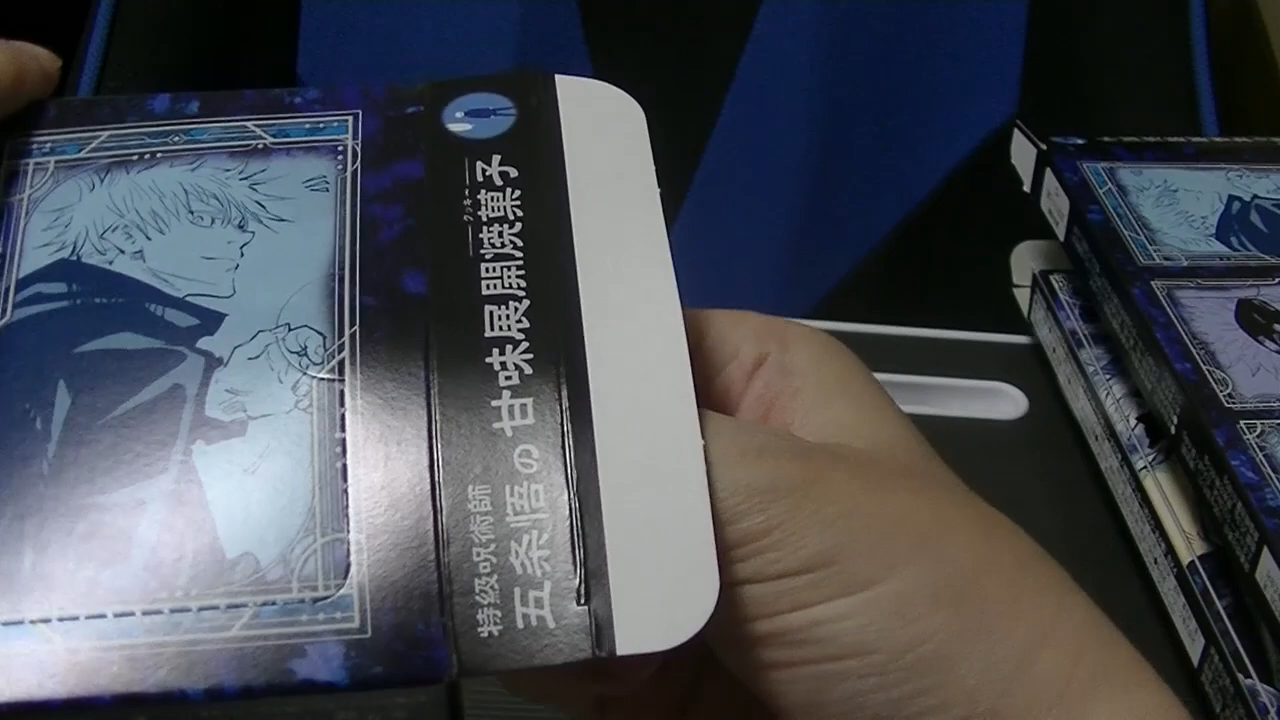 特級呪術師
五条悟の甘味展開焼菓子
クッキー